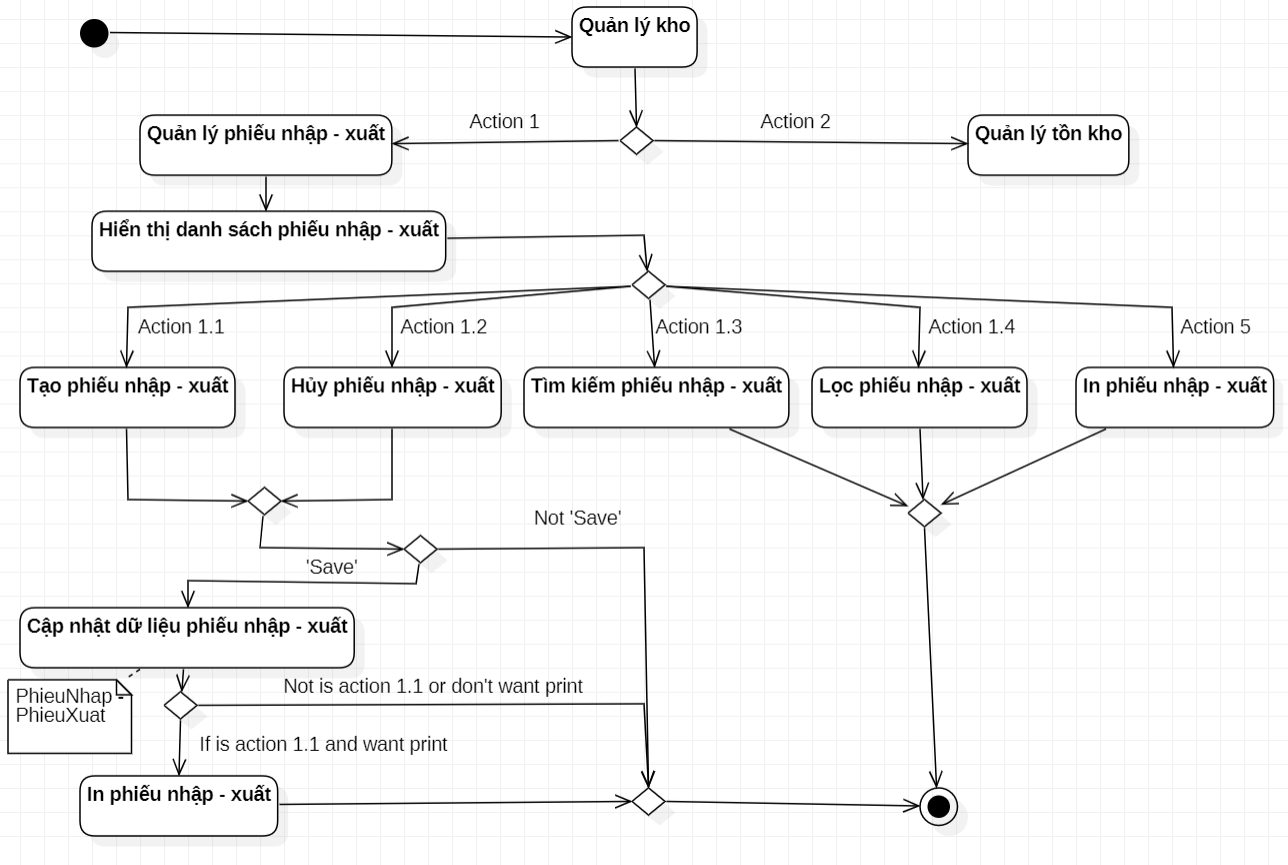 Quản lý kho
Action 1
Action 2
Quản lý phiếu nhập - xuất
Quản lý tồn kho
Hiển thị danh sách phiếu nhập - xuất
Action 1.1
Action 1.2
Action 1.3
Action 1.4
Action 5
Tạo phiếu nhập - xuất
Hủy phiếu nhập - xuất
Tìm kiếm phiếu nhập - xuất
Lọc phiếu nhập - xuất
In phiếu nhập - xuất
Not 'Save'
'Save'
Cập nhật dữ liệu phiếu nhập - xuất
PhieuNhap -
PhieuXuat
Not is action 1.1 or don't want print
If is action 1.1 and want print
In phiếu nhập - xuất